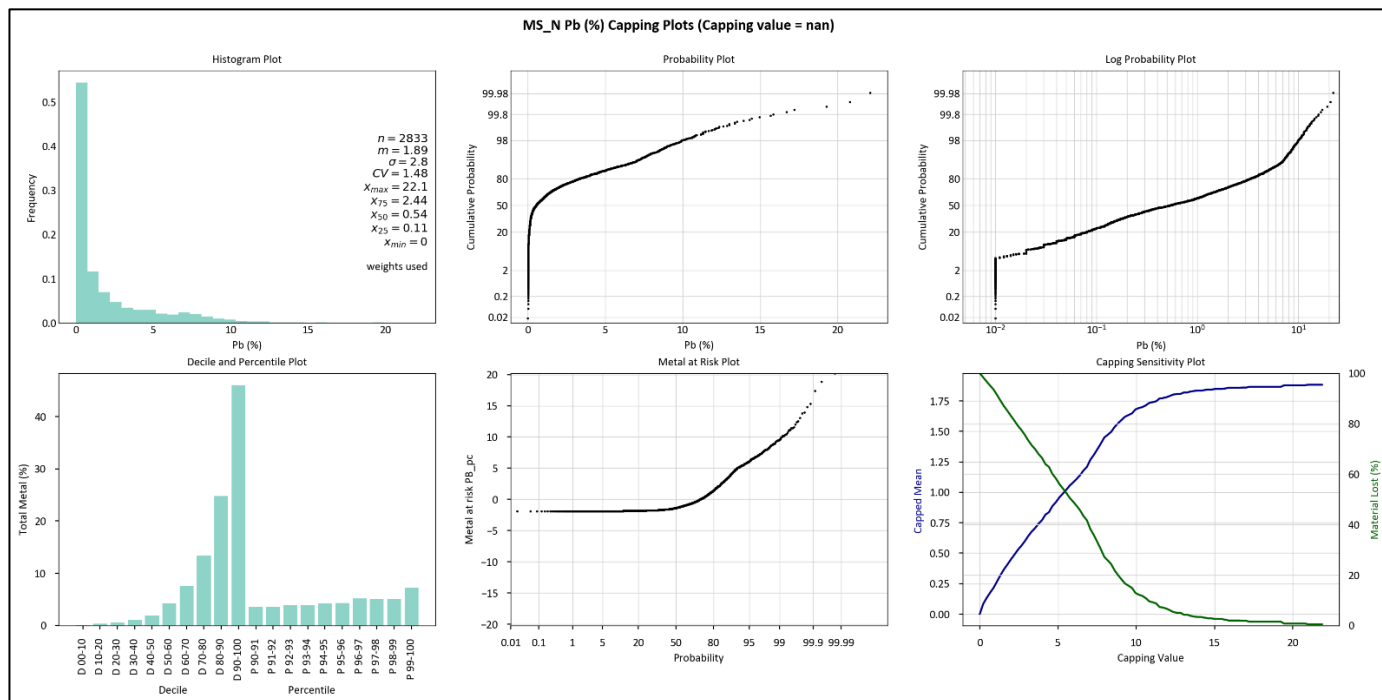 MS_N Pb (%) Capping Plots (Capping value = nan)
Histogram Plot
Frequency
0.5
0.4
0.3
0.2
0.1
0.0
n = 2833
m = 1.89
σ = 2.8
CV = 1.48
xmax = 22.1
x75 = 2.44
x50 = 0.54
x25 = 0.11
xmin = 0
weights used
0 5 10 15 20
Pb (%)
Probability Plot
Cumulative Probability
99.98
99.8
98
80
50
20
2
0.2
0.02
0 5 10 15 20
Pb (%)
Log Probability Plot
Cumulative Probability
99.98
99.8
98
80
50
20
2
0.2
0.02
10⁻² 10⁻¹ 10⁰ 10¹
Pb (%)
Decile and Percentile Plot
Total Metal (%)
40
30
20
10
0
D 00-10
D 10-20
D 20-30
D 30-40
D 40-50
D 50-60
D 60-70
D 70-80
D 80-90
D 90-100
P 90-91
P 91-92
P 92-93
P 93-94
P 94-95
P 95-96
P 96-97
P 97-98
P 98-99
P 99-100
Decile Percentile
Metal at Risk Plot
Metal at risk PB_pc
20
15
10
5
0
−5
−10
−15
−20
0.01 0.1 1 5 20 50 80 95 99 99.9 99.99
Probability
Capping Sensitivity Plot
Capped Mean
1.75
1.50
1.25
1.00
0.75
0.50
0.25
0.00
100
80
60
40
20
0
Material Lost (%)
0 5 10 15 20
Capping Value